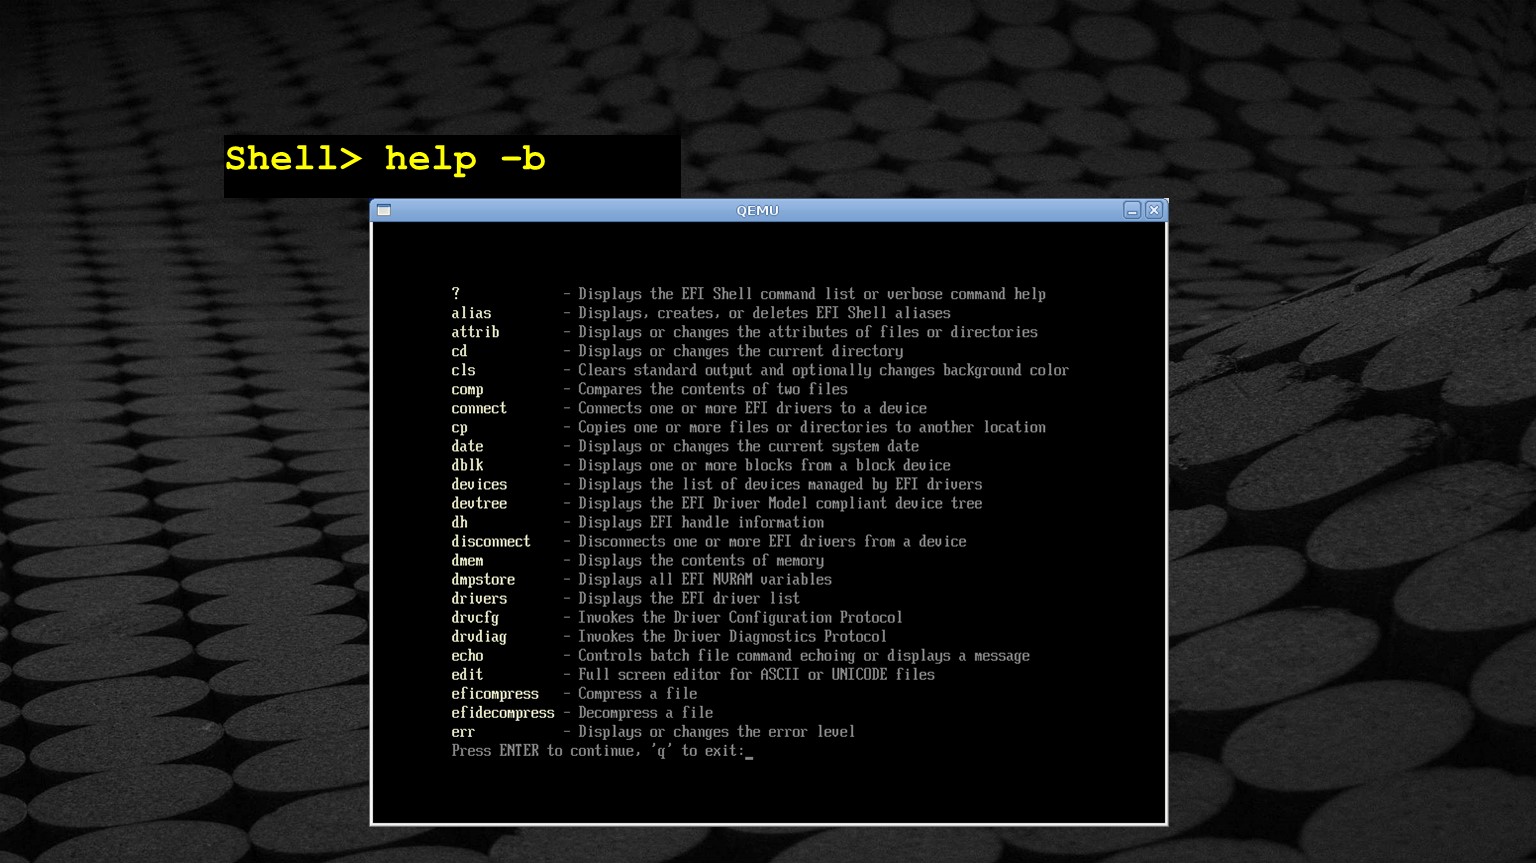 Shell> help -b
QEMU
? - Displays the EFI Shell command list or verbose command help
alias - Displays, creates, or deletes EFI Shell aliases
attrib - Displays or changes the attributes of files or directories
cd - Displays or changes the current directory
cls - Clears standard output and optionally changes background color
comp - Compares the contents of two files
connect - Connects one or more EFI drivers to a device
cp - Copies one or more files or directories to another location
date - Displays or changes the current system date
dblk - Displays one or more blocks from a block device
devices - Displays the list of devices managed by EFI drivers
devtree - Displays the EFI Driver Model compliant device tree
dh - Displays EFI handle information
disconnect - Disconnects one or more EFI drivers from a device
dmem - Displays the contents of memory
dmpstore - Displays all EFI NVRAM variables
drivers - Displays the EFI driver list
drvcfg - Invokes the Driver Configuration Protocol
drvdiag - Invokes the Driver Diagnostics Protocol
echo - Controls batch file command echoing or displays a message
edit - Full screen editor for ASCII or UNICODE files
eficompress - Compress a file
efidecompress - Decompress a file
err - Displays or changes the error level
Press ENTER to continue, 'q' to exit:_